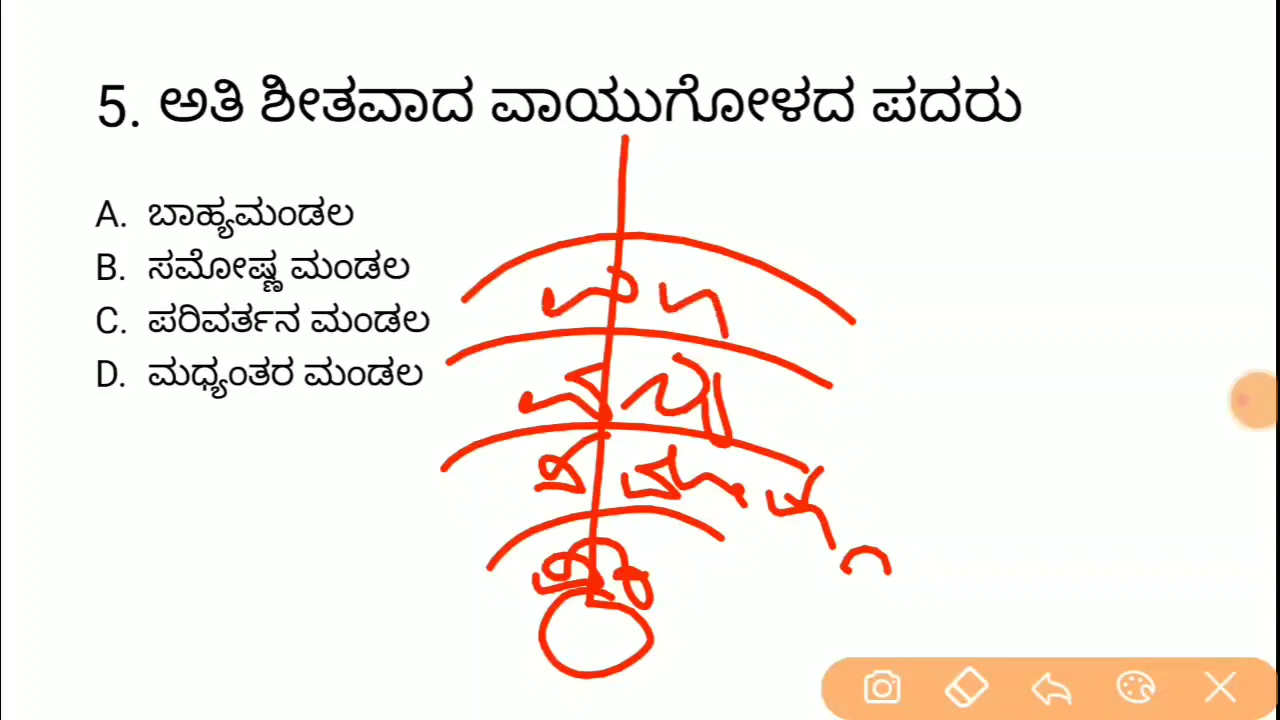 5. ಅತಿ ಶೀತವಾದ ವಾಯುಗೋಳದ ಪದರು
A. ಬಾಹ್ಯಮಂಡಲ
B. ಸಮೋಷ್ಣ ಮಂಡಲ
C. ಪರಿವರ್ತನ ಮಂಡಲ
D. ಮಧ್ಯಂತರ ಮಂಡಲ